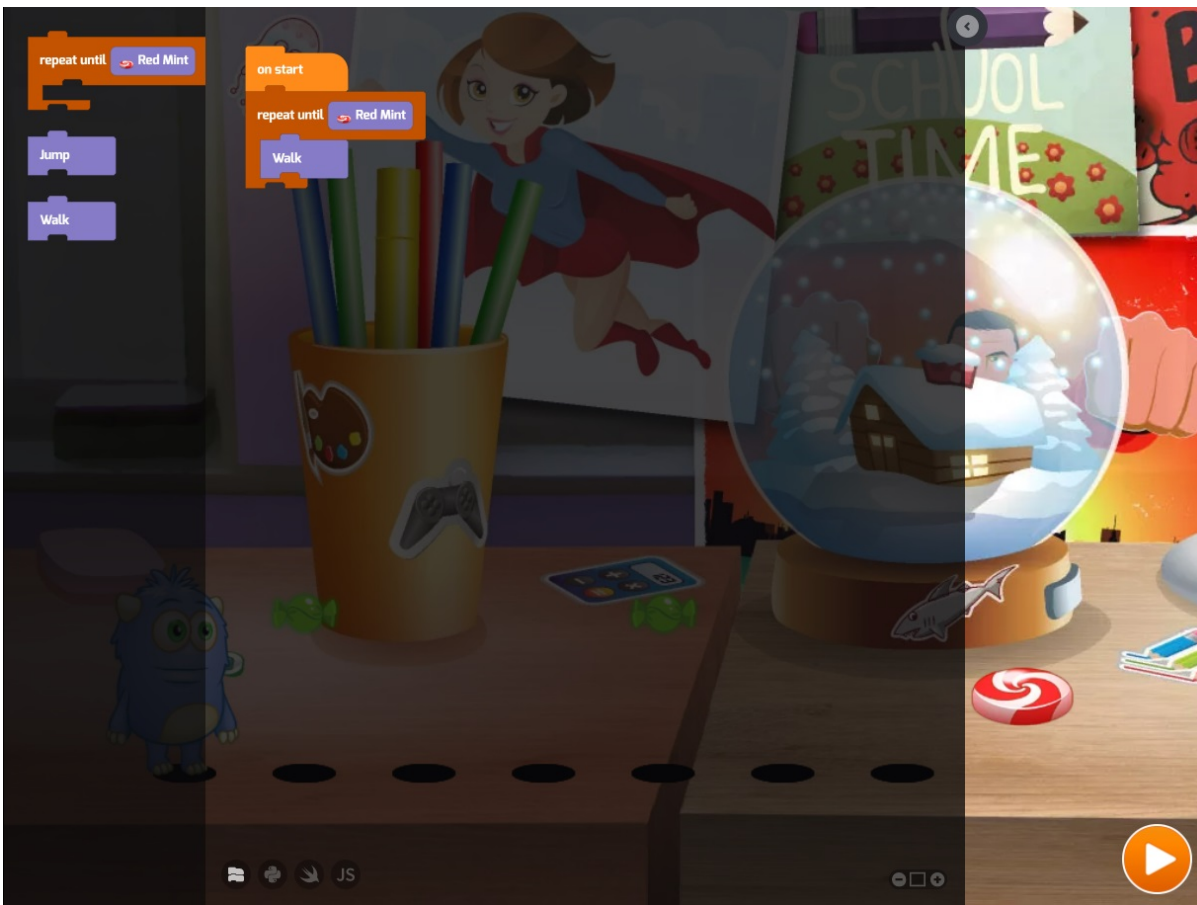 repeat until Red Mint
Jump
Walk
on start
repeat until Red Mint
Walk
SCHOOL
TIME
B
JS